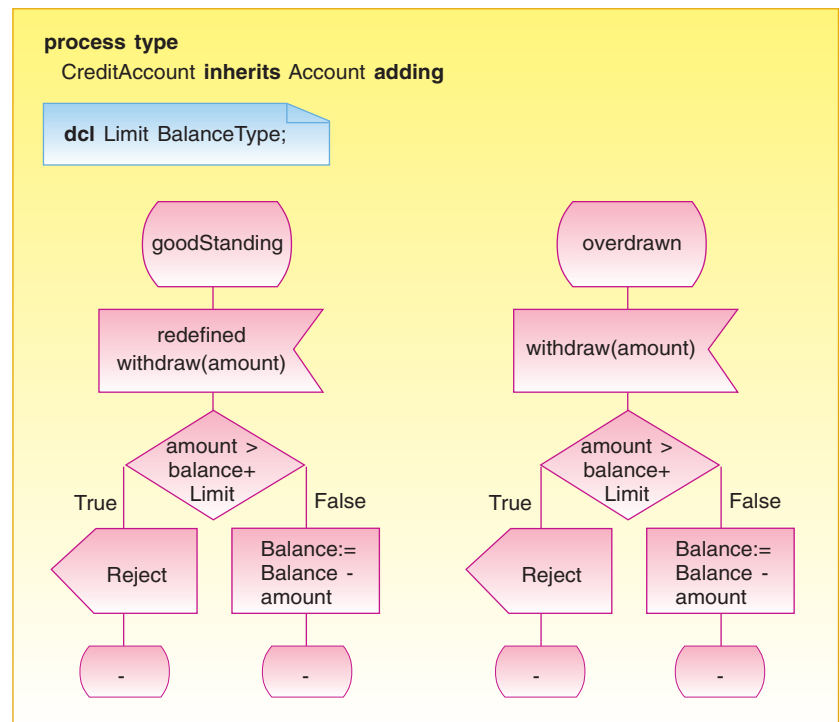 process type
CreditAccount inherits Account adding
dcl Limit BalanceType;
goodStanding
redefined
withdraw(amount)
amount >
balance+
Limit
True
False
Reject
Balance:=
Balance -
amount
-
-
overdrawn
withdraw(amount)
amount >
balance+
Limit
True
False
Reject
Balance:=
Balance -
amount
-
-